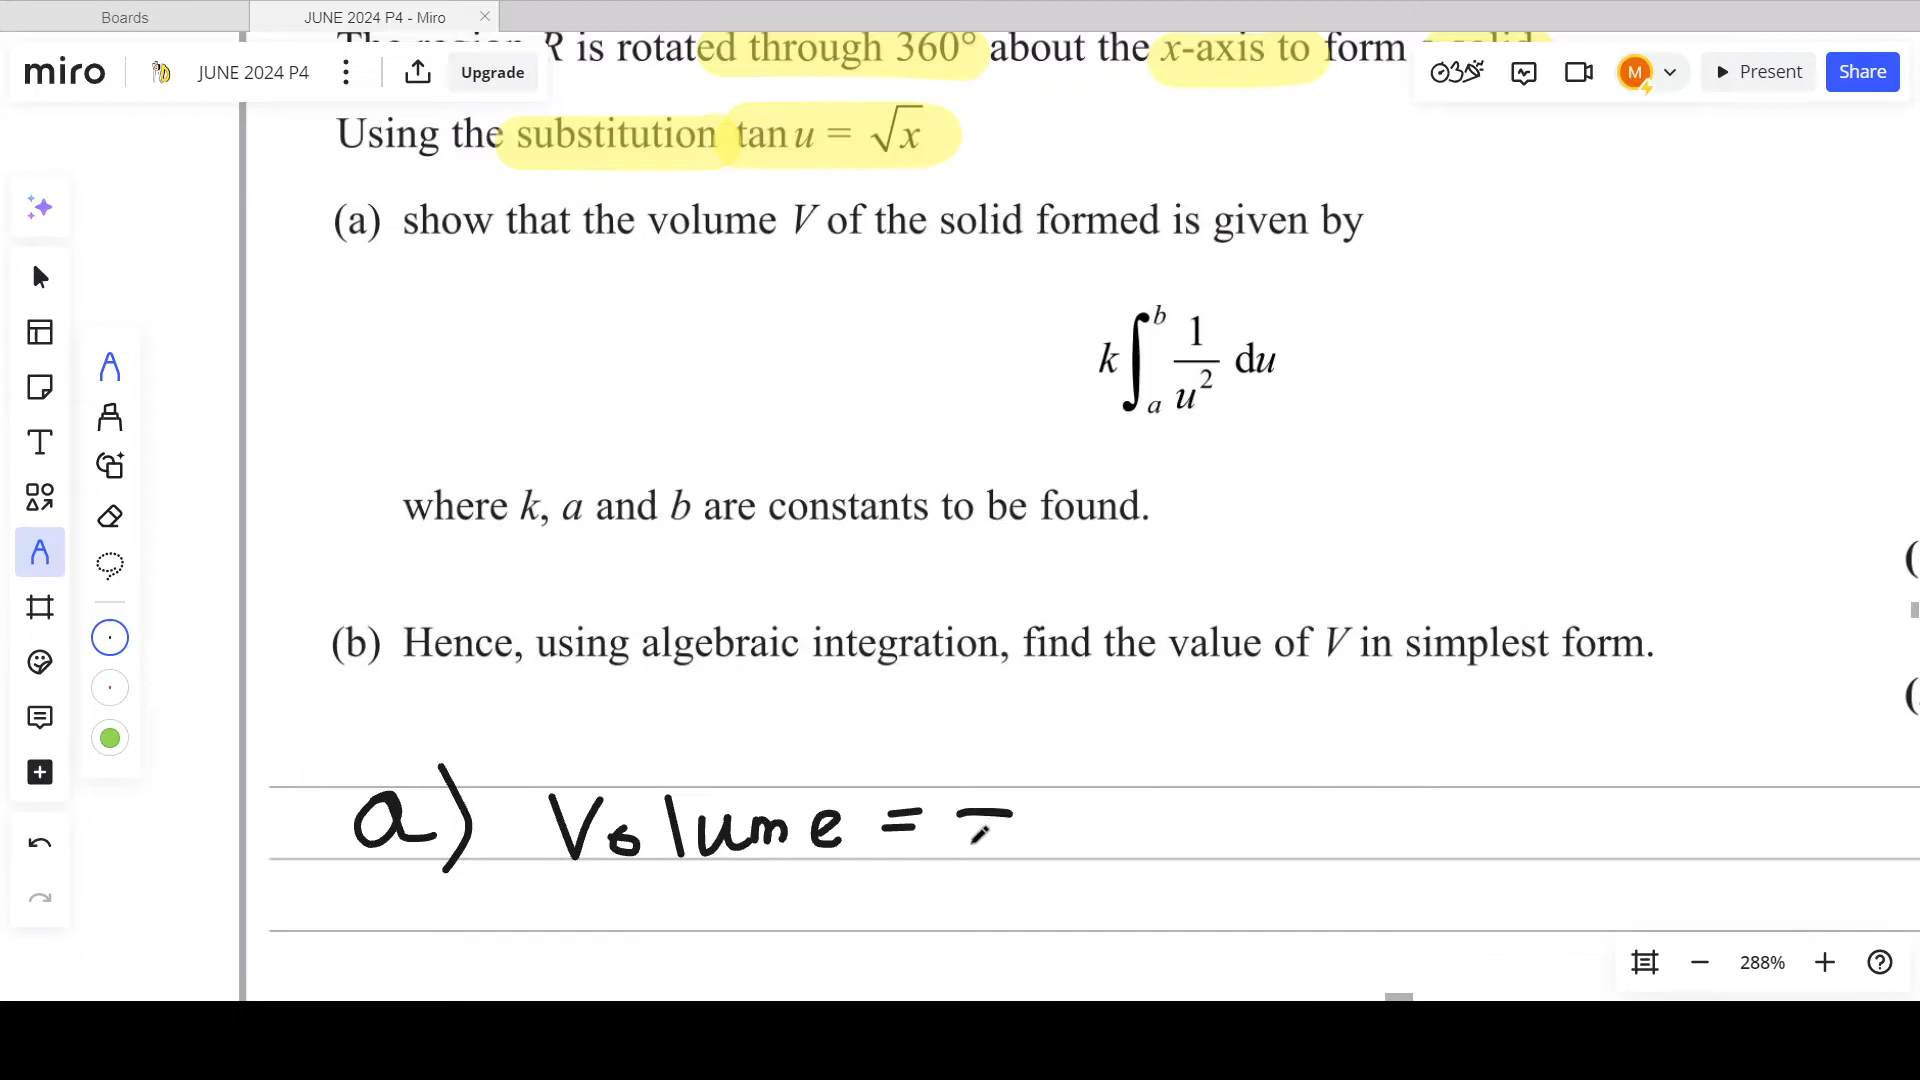 Boards
JUNE 2024 P4 - Miro
The region R is rotated through 360° about the x-axis to form a solid
miro
JUNE 2024 P4
Upgrade
M
Present
Share
Using the substitution tan u = √x
(a) show that the volume V of the solid formed is given by
k∫ₐᵇ 1/u² du
where k, a and b are constants to be found.
(
(b) Hence, using algebraic integration, find the value of V in simplest form.
(
a) Volume =
288%